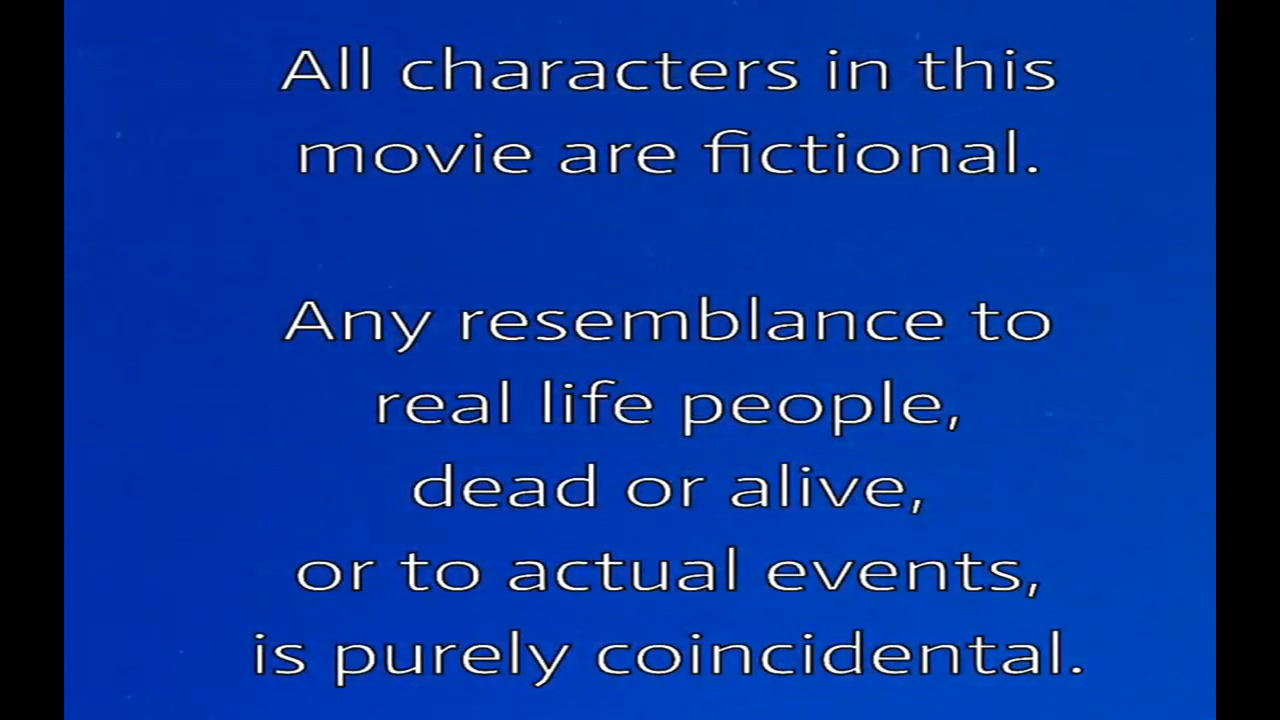 All characters in this
movie are fictional.
Any resemblance to
real life people,
dead or alive,
or to actual events,
is purely coincidental.